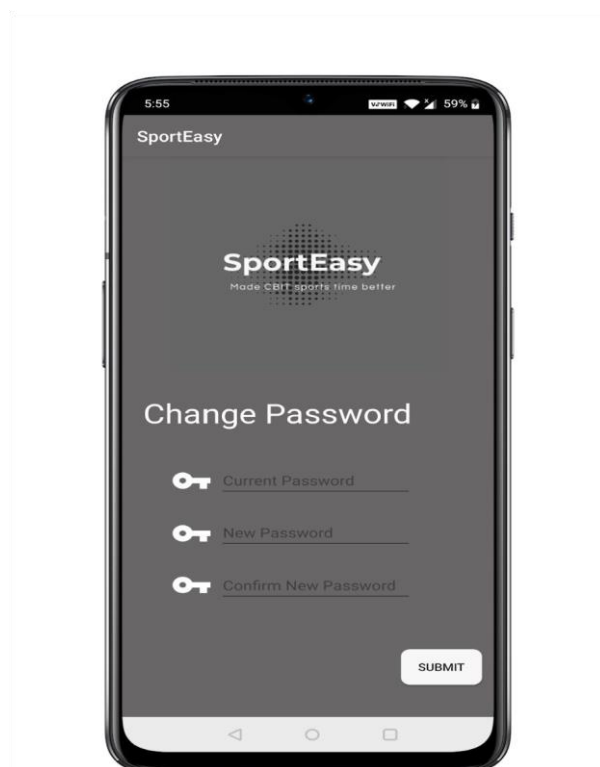 5:55
VoWiFi 59%
SportEasy
SportEasy
Made CBIT sports time better
Change Password
Current Password
New Password
Confirm New Password
SUBMIT